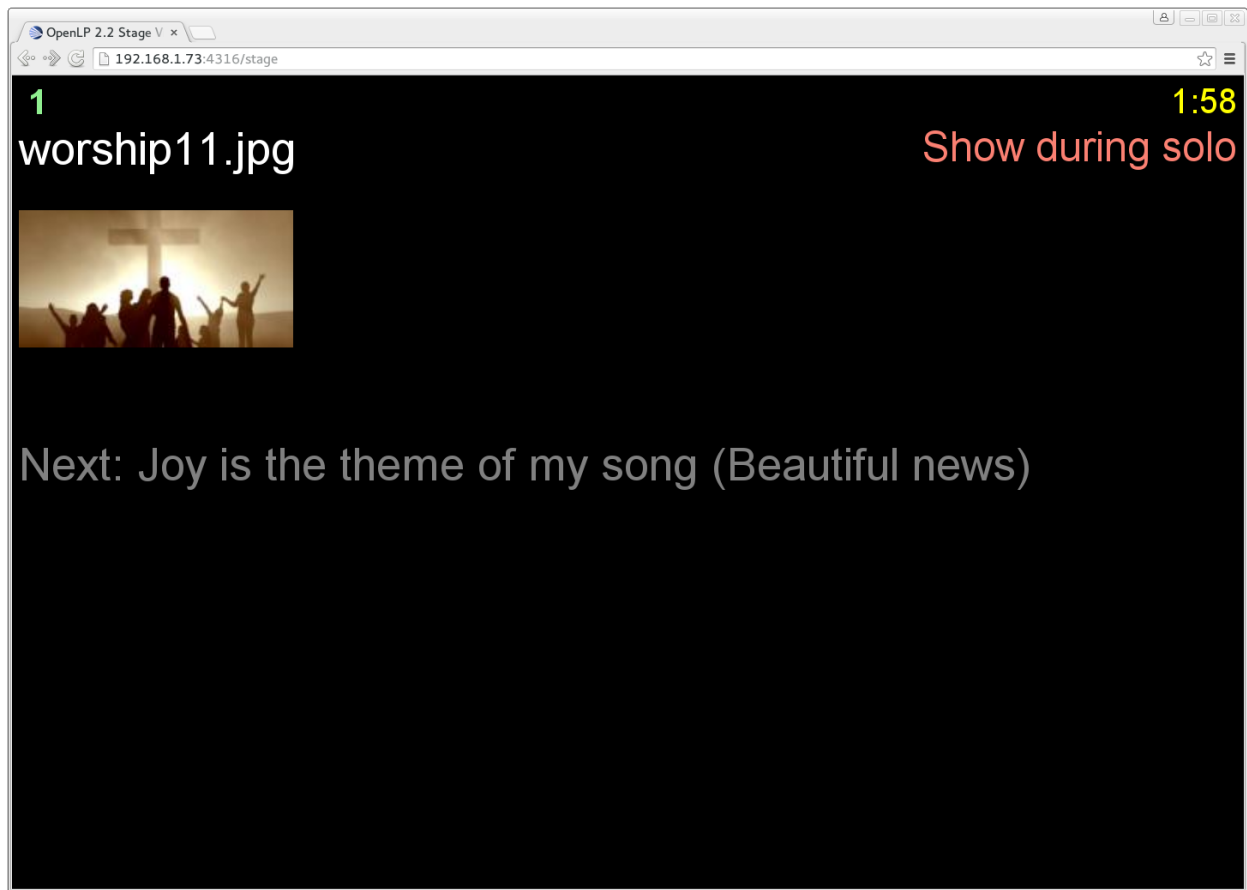 OpenLP 2.2 Stage V
192.168.1.73:4316/stage
1
1:58
worship11.jpg
Show during solo
Next: Joy is the theme of my song (Beautiful news)